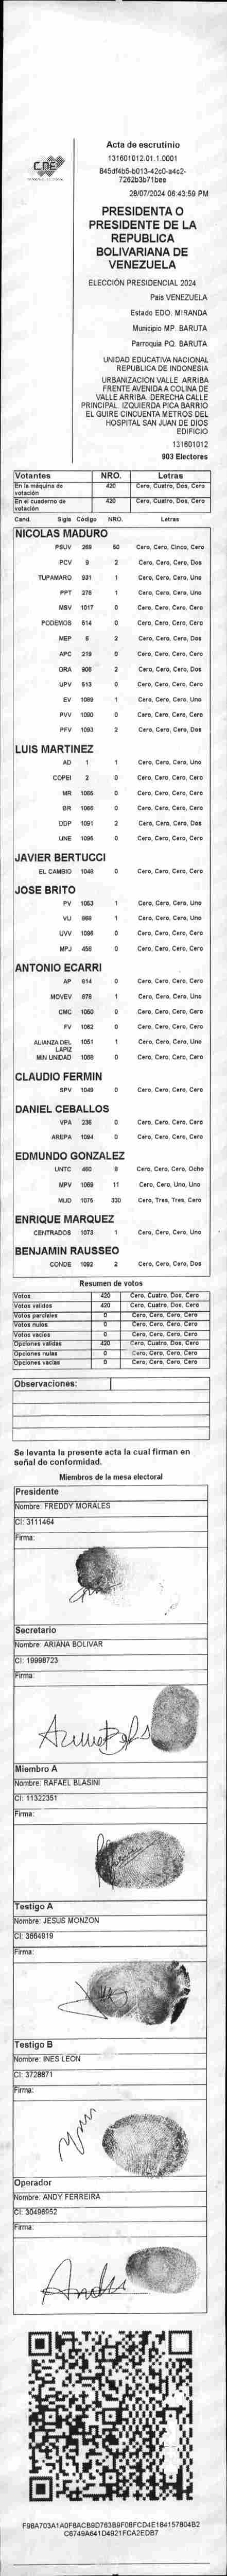 CNE
Acta de escrutinio
131601012.01.1.0001
845df4b5-b013-42c0-a4c2-
7262b3b71bee
28/07/2024 06:43:59 PM
PRESIDENTA O
PRESIDENTE DE LA
REPUBLICA
BOLIVARIANA DE
VENEZUELA
ELECCIÓN PRESIDENCIAL 2024
País VENEZUELA
Estado EDO. MIRANDA
Municipio MP. BARUTA
Parroquia PQ. BARUTA
UNIDAD EDUCATIVA NACIONAL
REPUBLICA DE INDONESIA
URBANIZACION VALLE ARRIBA
FRENTE AVENIDA A COLINA DE
VALLE ARRIBA. DERECHA CALLE
PRINCIPAL. IZQUIERDA PICA BARRIO
EL GUIRE CINCUENTA METROS DEL
HOSPITAL SAN JUAN DE DIOS
EDIFICIO
131601012
903 Electores
Votantes NRO. Letras
En la máquina de votación 420 Cero, Cuatro, Dos, Cero
En el cuaderno de votación 420 Cero, Cuatro, Dos, Cero
Cand. Sigla Código NRO. Letras
NICOLAS MADURO
PSUV 269 50 Cero, Cero, Cinco, Cero
PCV 9 2 Cero, Cero, Cero, Dos
TUPAMARO 931 1 Cero, Cero, Cero, Uno
PPT 276 1 Cero, Cero, Cero, Uno
MSV 1017 0 Cero, Cero, Cero, Cero
PODEMOS 514 0 Cero, Cero, Cero, Cero
MEP 6 2 Cero, Cero, Cero, Dos
APC 219 0 Cero, Cero, Cero, Cero
ORA 906 2 Cero, Cero, Cero, Dos
UPV 513 0 Cero, Cero, Cero, Cero
EV 1089 1 Cero, Cero, Cero, Uno
PVV 1090 0 Cero, Cero, Cero, Cero
PFV 1093 2 Cero, Cero, Cero, Dos
LUIS MARTINEZ
AD 1 1 Cero, Cero, Cero, Uno
COPEI 2 0 Cero, Cero, Cero, Cero
MR 1065 0 Cero, Cero, Cero, Cero
BR 1066 0 Cero, Cero, Cero, Cero
DDP 1091 2 Cero, Cero, Cero, Dos
UNE 1095 0 Cero, Cero, Cero, Cero
JAVIER BERTUCCI
EL CAMBIO 1048 0 Cero, Cero, Cero, Cero
JOSE BRITO
PV 1053 1 Cero, Cero, Cero, Uno
VU 868 1 Cero, Cero, Cero, Uno
UVV 1096 0 Cero, Cero, Cero, Cero
MPJ 458 0 Cero, Cero, Cero, Cero
ANTONIO ECARRI
AP 614 0 Cero, Cero, Cero, Cero
MOVEV 878 1 Cero, Cero, Cero, Uno
CMC 1050 0 Cero, Cero, Cero, Cero
FV 1062 0 Cero, Cero, Cero, Cero
ALIANZA DEL LAPIZ 1051 1 Cero, Cero, Cero, Uno
MIN UNIDAD 1068 0 Cero, Cero, Cero, Cero
CLAUDIO FERMIN
SPV 1049 0 Cero, Cero, Cero, Cero
DANIEL CEBALLOS
VPA 236 0 Cero, Cero, Cero, Cero
AREPA 1094 0 Cero, Cero, Cero, Cero
EDMUNDO GONZALEZ
UNTC 460 8 Cero, Cero, Cero, Ocho
MPV 1069 11 Cero, Cero, Uno, Uno
MUD 1075 330 Cero, Tres, Tres, Cero
ENRIQUE MARQUEZ
CENTRADOS 1073 1 Cero, Cero, Cero, Uno
BENJAMIN RAUSSEO
CONDE 1092 2 Cero, Cero, Cero, Dos
Resumen de votos
Votos 420 Cero, Cuatro, Dos, Cero
Votos validos 420 Cero, Cuatro, Dos, Cero
Votos parciales 0 Cero, Cero, Cero, Cero
Votos nulos 0 Cero, Cero, Cero, Cero
Votos vacios 0 Cero, Cero, Cero, Cero
Opciones validas 420 Cero, Cuatro, Dos, Cero
Opciones nulas 0 Cero, Cero, Cero, Cero
Opciones vacias 0 Cero, Cero, Cero, Cero
Observaciones:
Se levanta la presente acta la cual firman en
señal de conformidad.
Miembros de la mesa electoral
Presidente
Nombre: FREDDY MORALES
CI: 3111464
Firma:
Secretario
Nombre: ARIANA BOLIVAR
CI: 19998723
Firma:
Miembro A
Nombre: RAFAEL BLASINI
CI: 11322351
Firma:
Testigo A
Nombre: JESUS MONZON
CI: 3664919
Firma:
Testigo B
Nombre: INES LEON
CI: 3728871
Firma:
Operador
Nombre: ANDY FERREIRA
CI: 30496952
Firma:
F98A703A1A0F8ACB9D763B9F08FCD4E184157804B2
C6749A641D4921FCA2EDB7